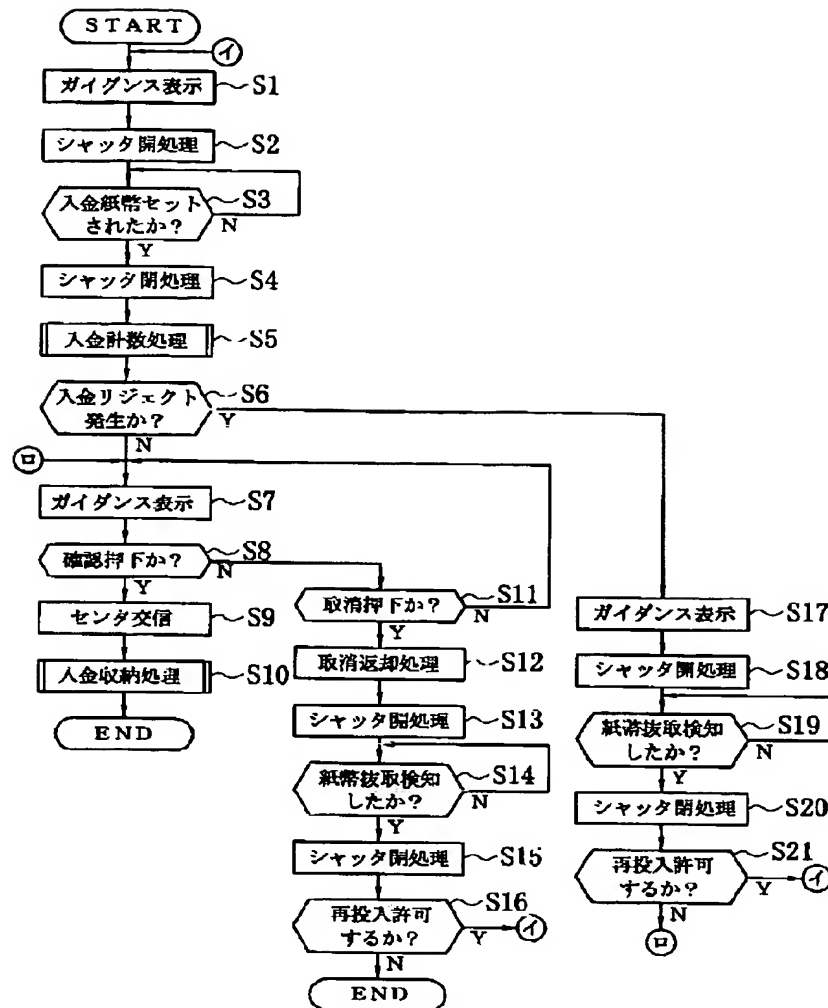 START
イ
ガイダンス表示 S1
シャッタ開処理 S2
入金紙幣セット S3
されたか? N
Y
シャッタ閉処理 S4
入金計数処理 S5
入金リジェクト S6
発生か? Y
N
ロ
ガイダンス表示 S7
確認押下か? S8
N
Y
センタ交信 S9
入金収納処理 S10
END
取消押下か? S11
N
Y
取消返却処理 S12
シャッタ開処理 S13
紙幣抜取検知 S14
したか? N
Y
シャッタ閉処理 S15
再投入許可 S16
するか? Y イ
N
END
ガイダンス表示 S17
シャッタ開処理 S18
紙幣抜取検知 S19
したか? N
Y
シャッタ閉処理 S20
再投入許可 S21
するか? Y イ
N
ロ